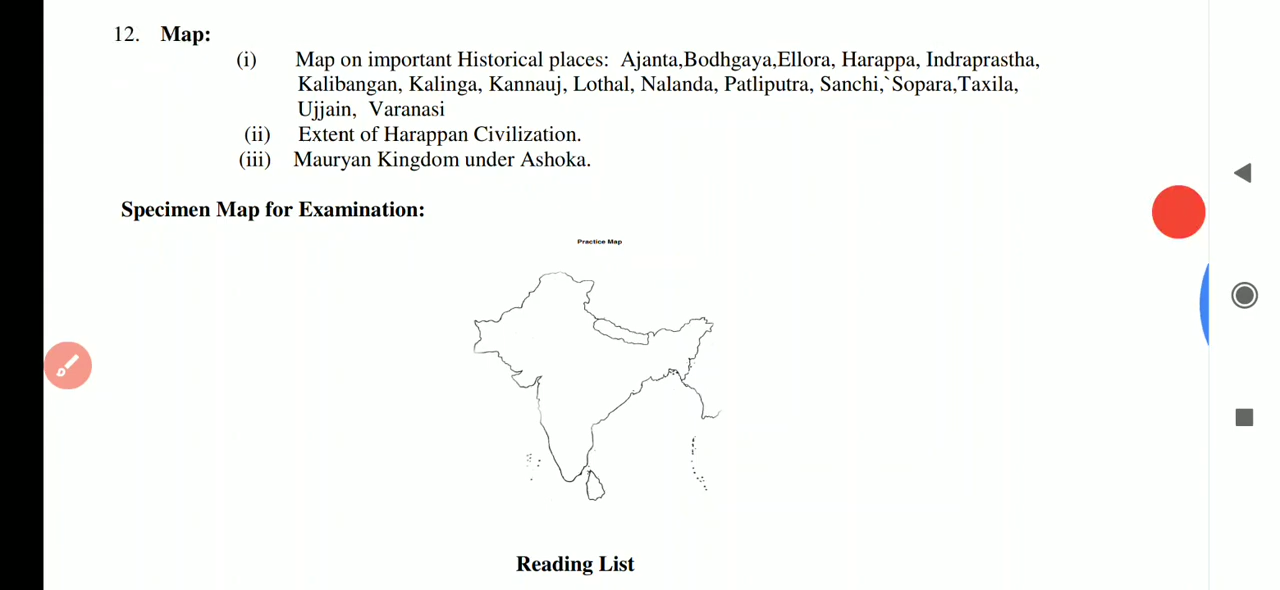 12. Map:
(i) Map on important Historical places: Ajanta,Bodhgaya,Ellora, Harappa, Indraprastha,
Kalibangan, Kalinga, Kannauj, Lothal, Nalanda, Patliputra, Sanchi,`Sopara,Taxila,
Ujjain, Varanasi
(ii) Extent of Harappan Civilization.
(iii) Mauryan Kingdom under Ashoka.
Specimen Map for Examination:
Practice Map
Reading List